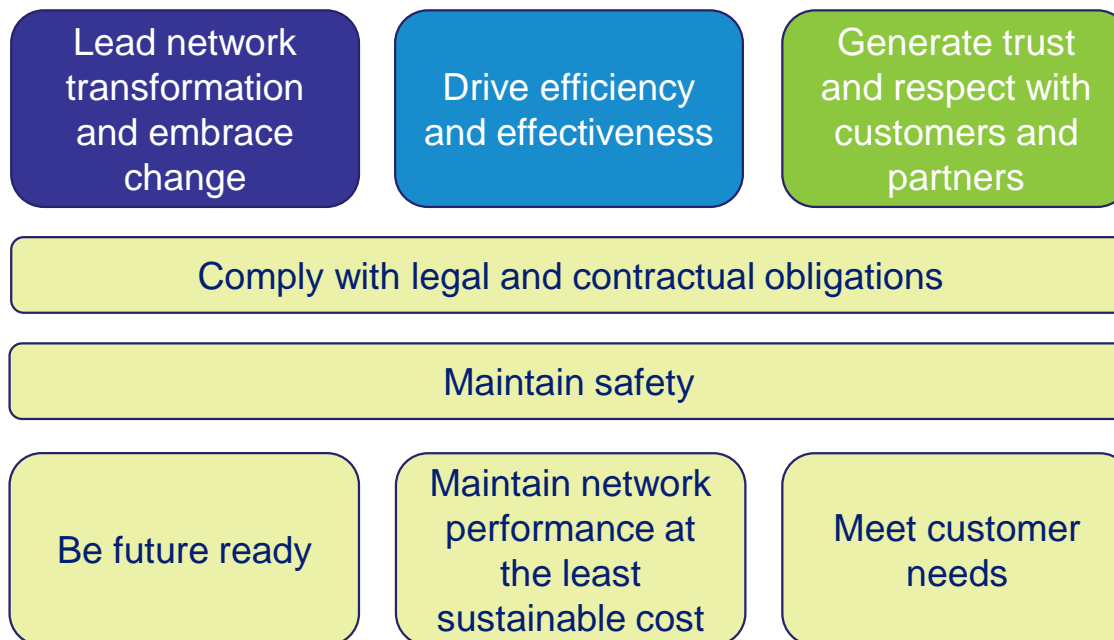 Lead network
transformation
and embrace
change
Drive efficiency
and effectiveness
Generate trust
and respect with
customers and
partners
Comply with legal and contractual obligations
Maintain safety
Be future ready
Maintain network
performance at
the least
sustainable cost
Meet customer
needs